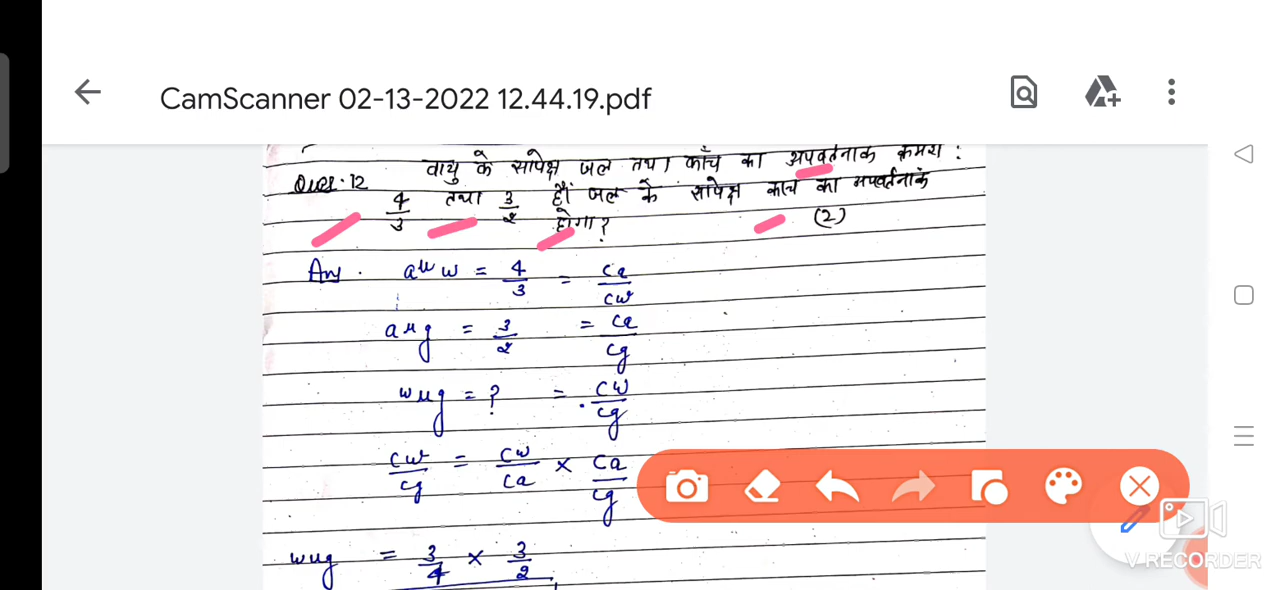 CamScanner 02-13-2022 12.44.19.pdf
वायु के सापेक्ष जल तथा काँच का अपवर्तनाक क्रमश:
Ques.12 4/3 तथा 3/2 हैं। जल के सापेक्ष काच का अपवर्तनाकं
होगा? (2)
Ans. aμw = 4/3 = ca/cw
aμg = 3/2 = ca/cg
wμg = ? = cw/cg
cw/cg = cw/ca × ca/cg
wμg = 3/4 × 3/2
V RECORDER